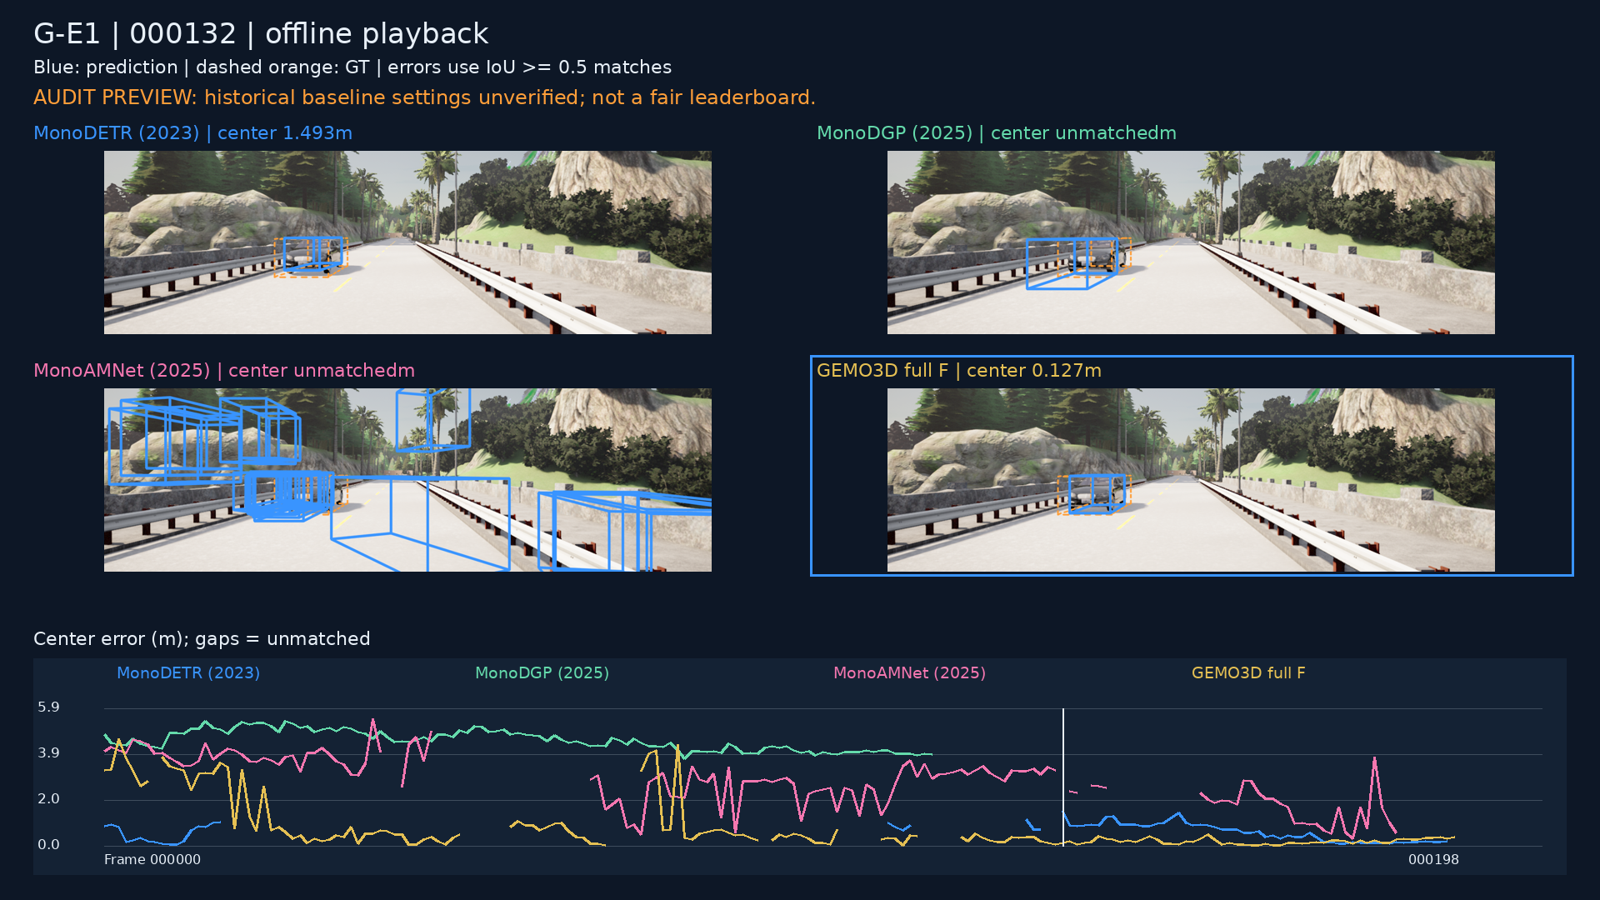 G-E1 | 000132 | offline playback
Blue: prediction | dashed orange: GT | errors use IoU >= 0.5 matches
AUDIT PREVIEW: historical baseline settings unverified; not a fair leaderboard.
MonoDETR (2023) | center 1.493m
MonoDGP (2025) | center unmatchedm
MonoAMNet (2025) | center unmatchedm
GEMO3D full F | center 0.127m
Center error (m); gaps = unmatched
MonoDETR (2023)
MonoDGP (2025)
MonoAMNet (2025)
GEMO3D full F
5.9
3.9
2.0
0.0
Frame 000000
000198